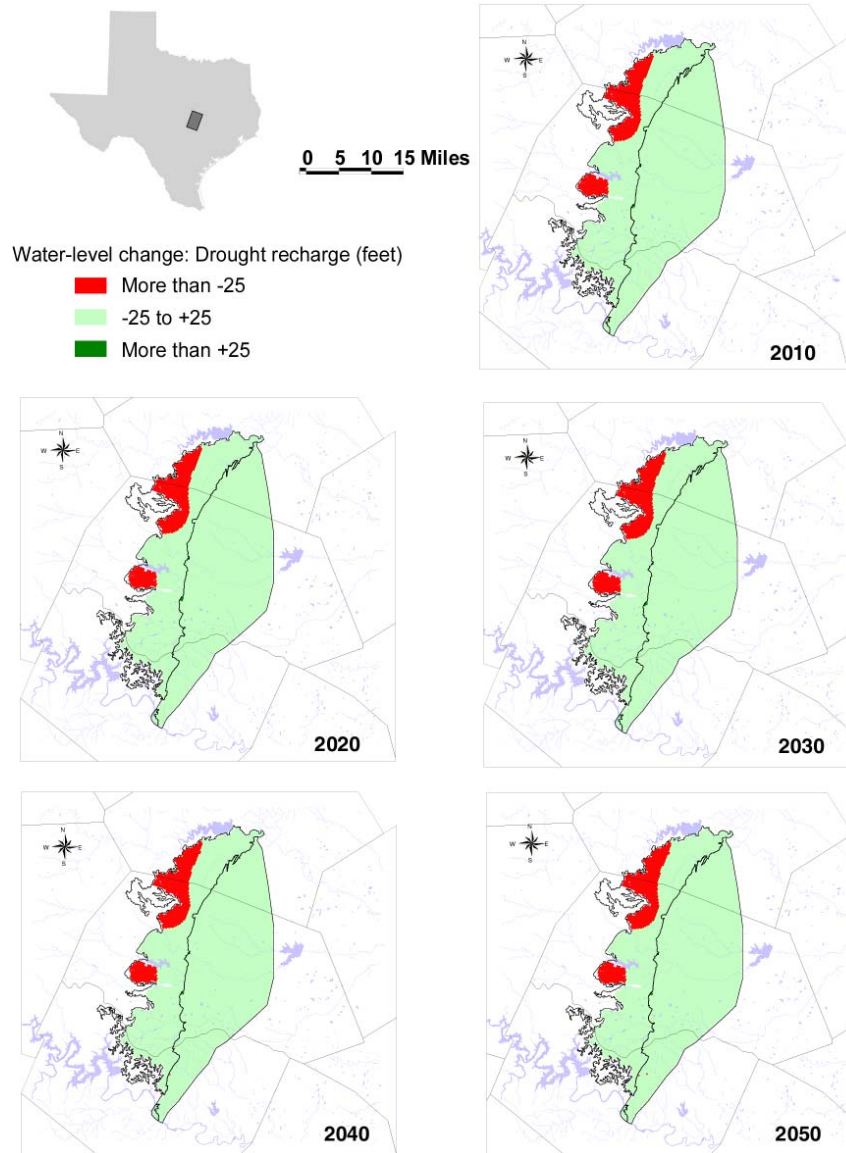 0 5 10 15 Miles
Water-level change: Drought recharge (feet)
More than -25
-25 to +25
More than +25
N
W E
S
2010
N
W E
S
2020
N
W E
S
2030
N
W E
S
2040
N
W E
S
2050